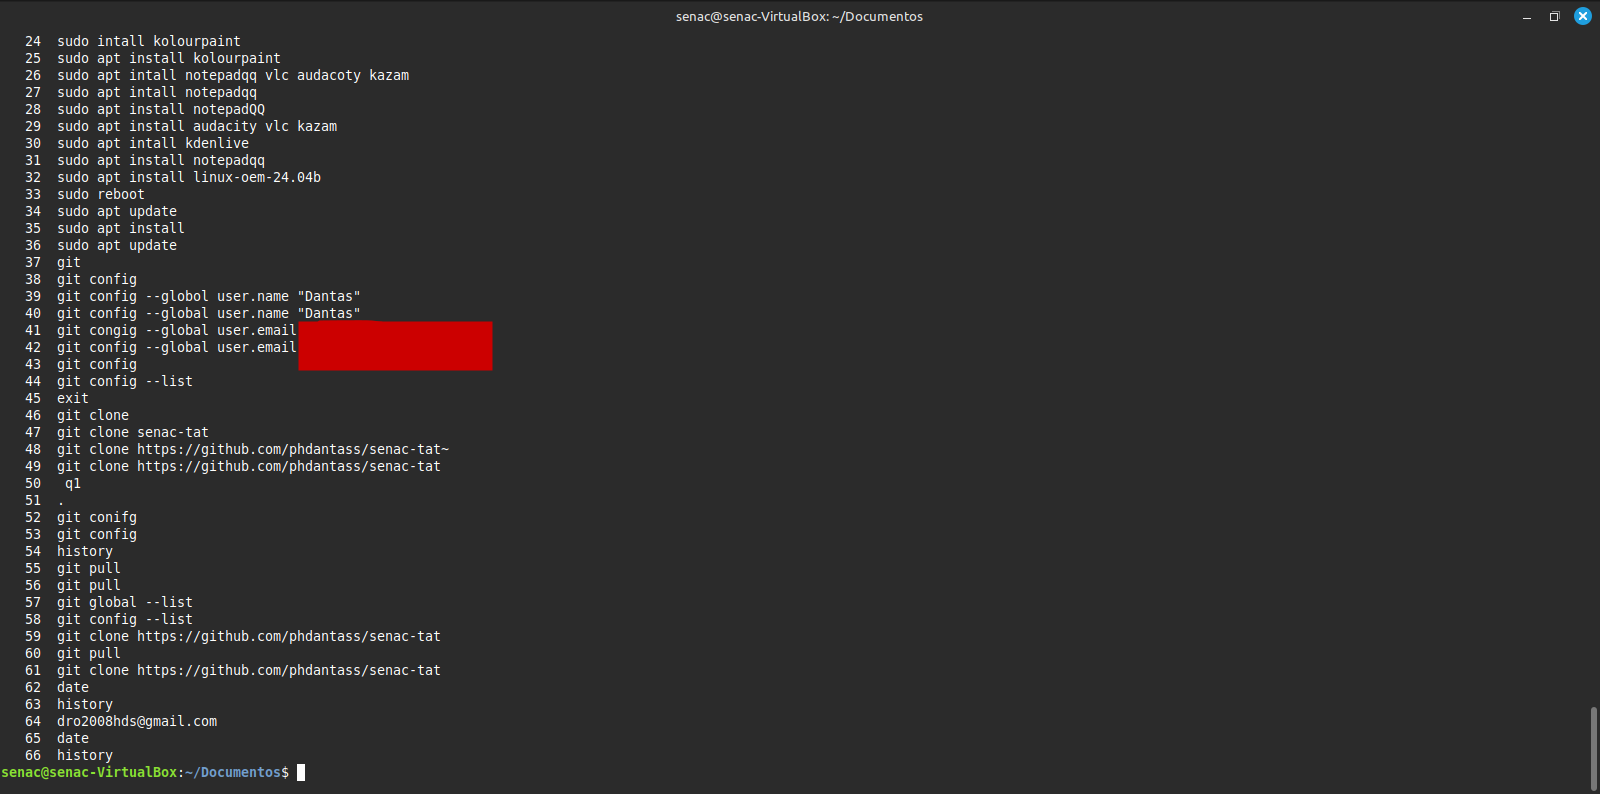 senac@senac-VirtualBox: ~/Documentos
24 sudo intall kolourpaint
25 sudo apt install kolourpaint
26 sudo apt intall notepadqq vlc audacoty kazam
27 sudo apt intall notepadqq
28 sudo apt install notepadQQ
29 sudo apt install audacity vlc kazam
30 sudo apt intall kdenlive
31 sudo apt install notepadqq
32 sudo apt install linux-oem-24.04b
33 sudo reboot
34 sudo apt update
35 sudo apt install
36 sudo apt update
37 git
38 git config
39 git config --globol user.name "Dantas"
40 git config --global user.name "Dantas"
41 git congig --global user.email
42 git config --global user.email
43 git config
44 git config --list
45 exit
46 git clone
47 git clone senac-tat
48 git clone https://github.com/phdantass/senac-tat~
49 git clone https://github.com/phdantass/senac-tat
50  q1
51 .
52 git conifg
53 git config
54 history
55 git pull
56 git pull
57 git global --list
58 git config --list
59 git clone https://github.com/phdantass/senac-tat
60 git pull
61 git clone https://github.com/phdantass/senac-tat
62 date
63 history
64 dro2008hds@gmail.com
65 date
66 history
senac@senac-VirtualBox:~/Documentos$